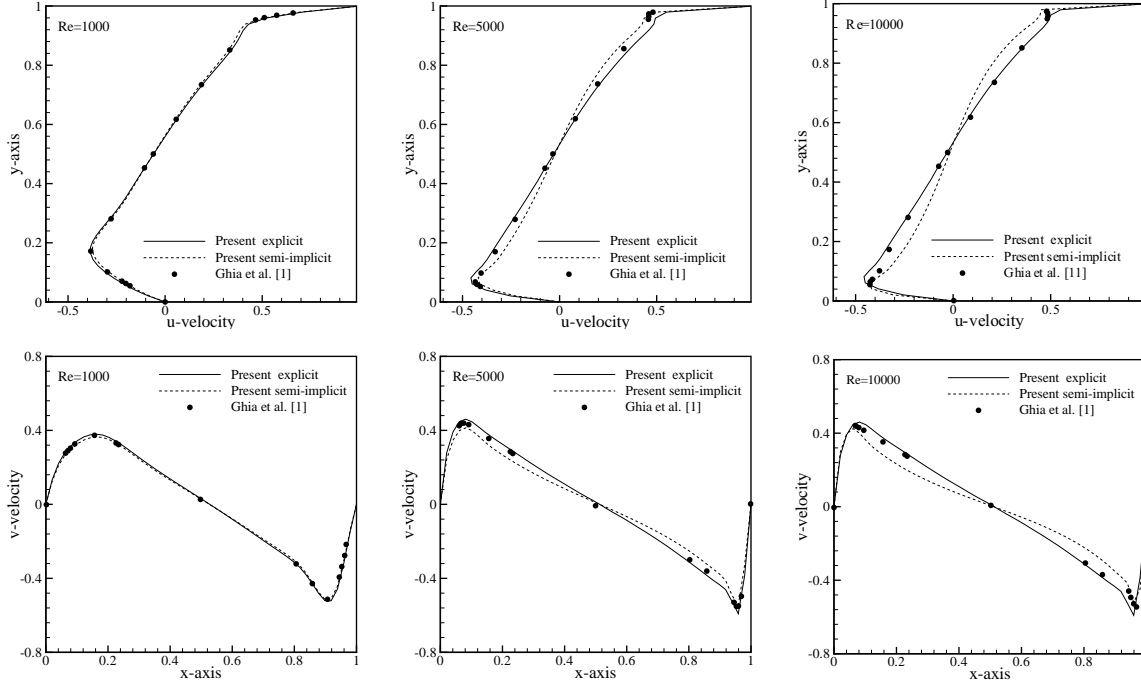 1
Re=1000
0.8
0.6
y-axis
0.4
0.2
Present explicit
Present semi-implicit
Ghia et al. [1]
0
-0.5
0
0.5
u-velocity
1
Re=5000
0.8
0.6
y-axis
0.4
0.2
Present explicit
Present semi-implicit
Ghia et al. [1]
0
-0.5
0
0.5
u-velocity
1
Re=10000
0.8
0.6
y-axis
0.4
0.2
Present explicit
Present semi-implicit
Ghia et al. [11]
0
-0.5
0
0.5
u-velocity
0.8
Re=1000
Present explicit
Present semi-implicit
Ghia et al. [1]
0.4
v-velocity
0
-0.4
-0.8
0
0.2
0.4
0.6
0.8
1
x-axis
0.8
Re=5000
Present explicit
Present semi-implicit
Ghia et al. [1]
0.4
v-velocity
0
-0.4
-0.8
0
0.2
0.4
0.6
0.8
1
x-axis
0.8
Re=10000
Present explicit
Present semi-implicit
Ghia et al. [1]
0.4
v-velocity
0
-0.4
-0.8
0
0.2
0.4
0.6
0.8
x-axis